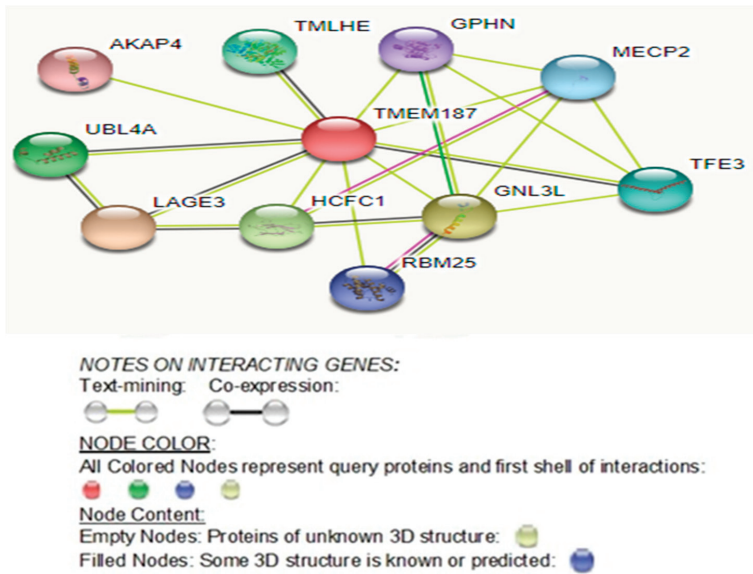 TMLHE
GPHN
AKAP4
MECP2
TMEM187
UBL4A
TFE3
LAGE3
HCFC1
GNL3L
RBM25
NOTES ON INTERACTING GENES:
Text-mining: Co-expression:
NODE COLOR:
All Colored Nodes represent query proteins and first shell of interactions:
Node Content:
Empty Nodes: Proteins of unknown 3D structure:
Filled Nodes: Some 3D structure is known or predicted: